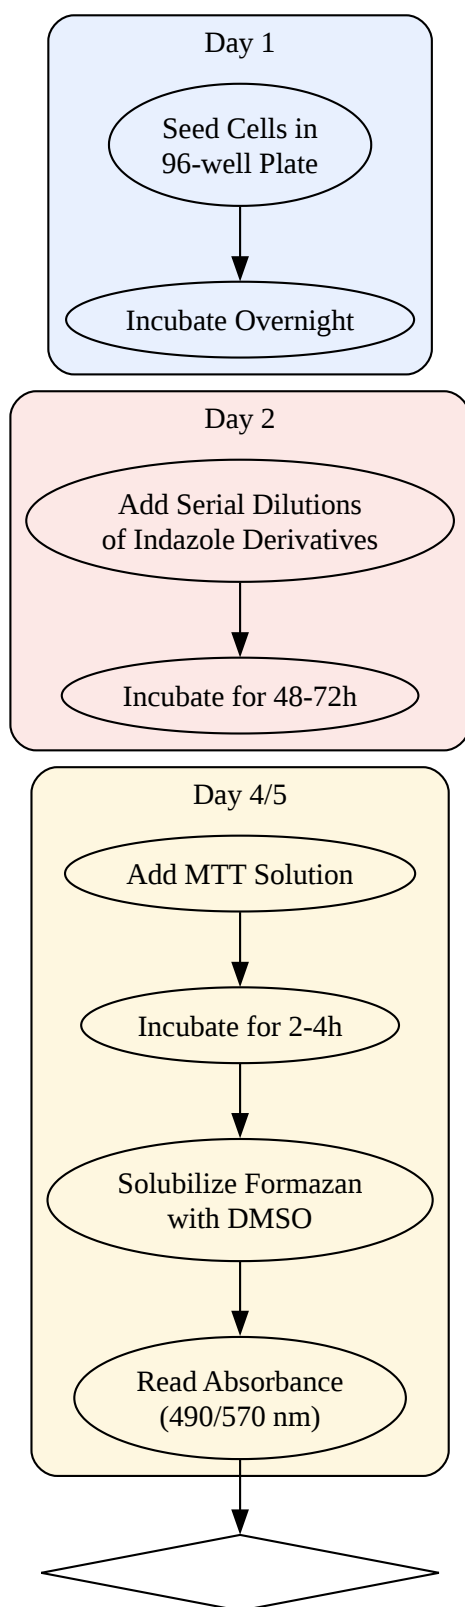 Day 1
Seed Cells in
96-well Plate
Incubate Overnight
Day 2
Add Serial Dilutions
of Indazole Derivatives
Incubate for 48-72h
Day 4/5
Add MTT Solution
Incubate for 2-4h
Solubilize Formazan
with DMSO
Read Absorbance
(490/570 nm)